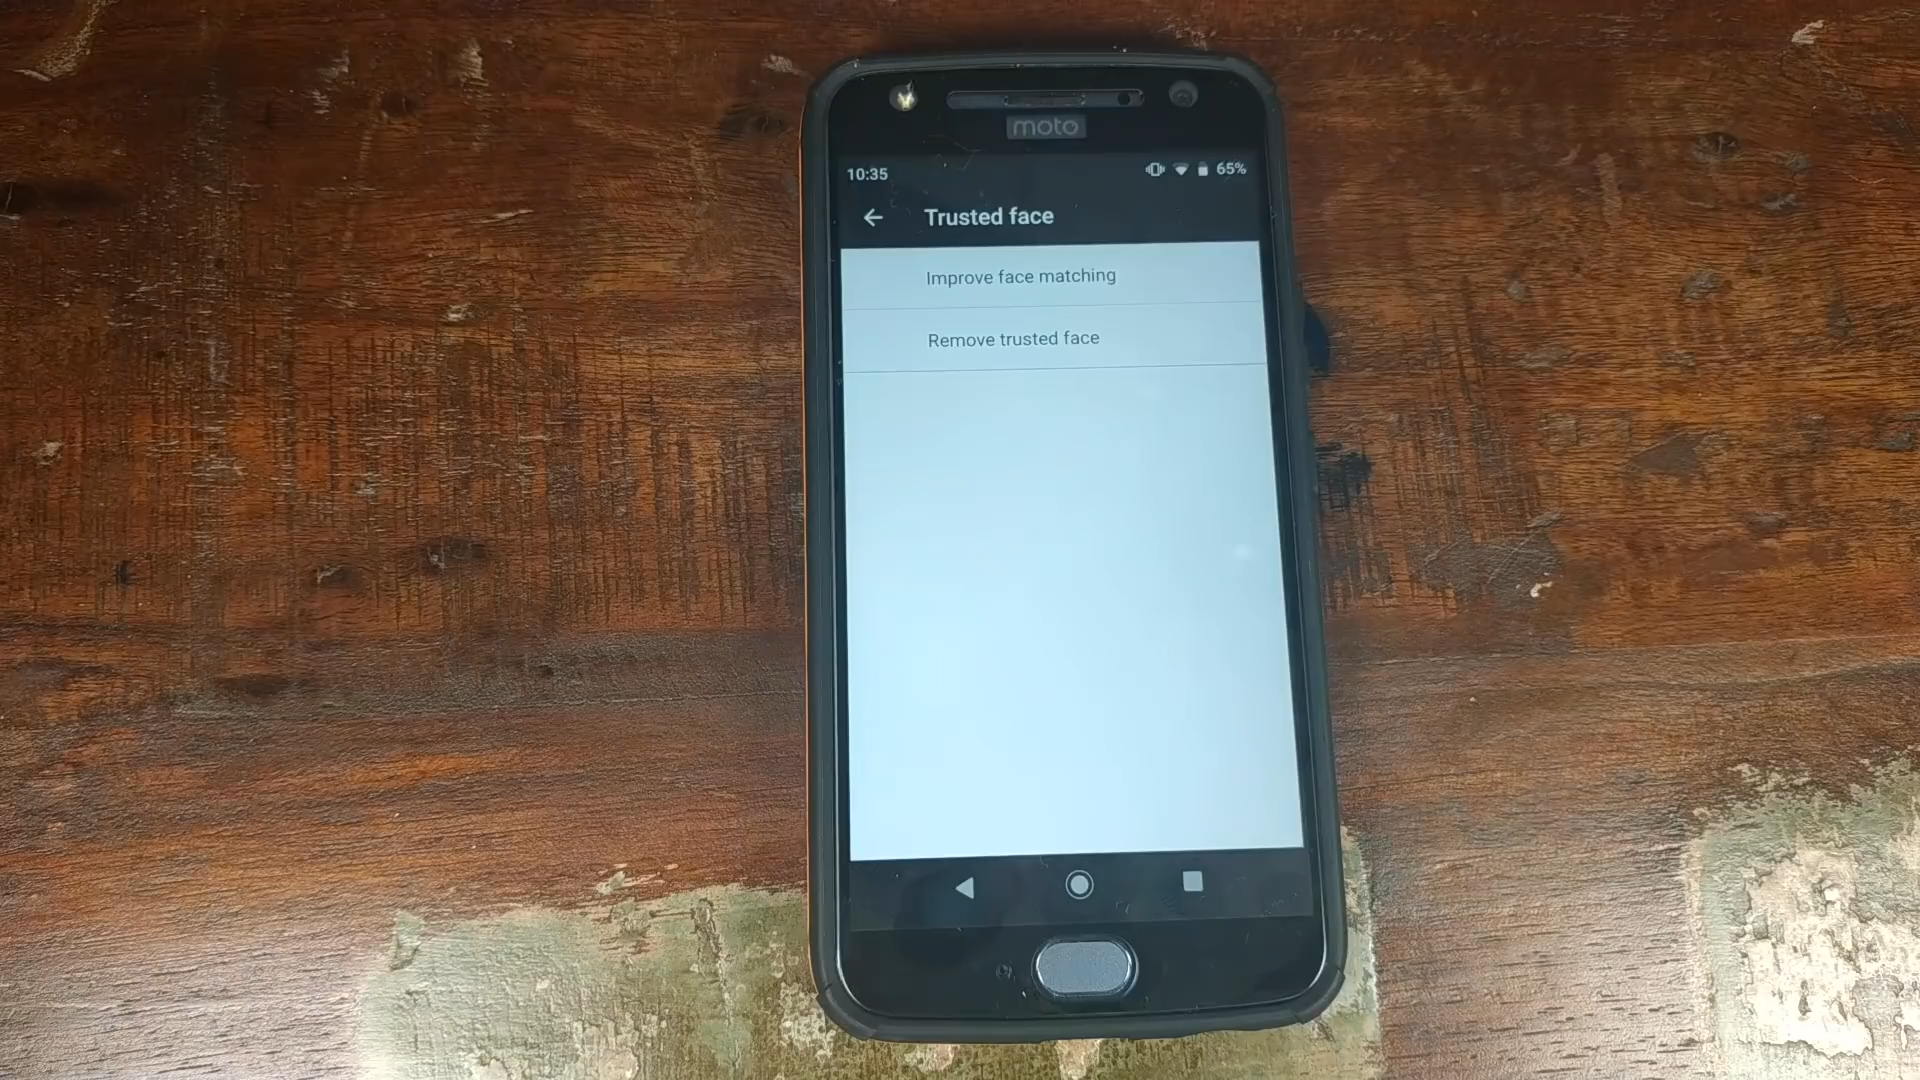 moto
10:35
65%
Trusted face
Improve face matching
Remove trusted face